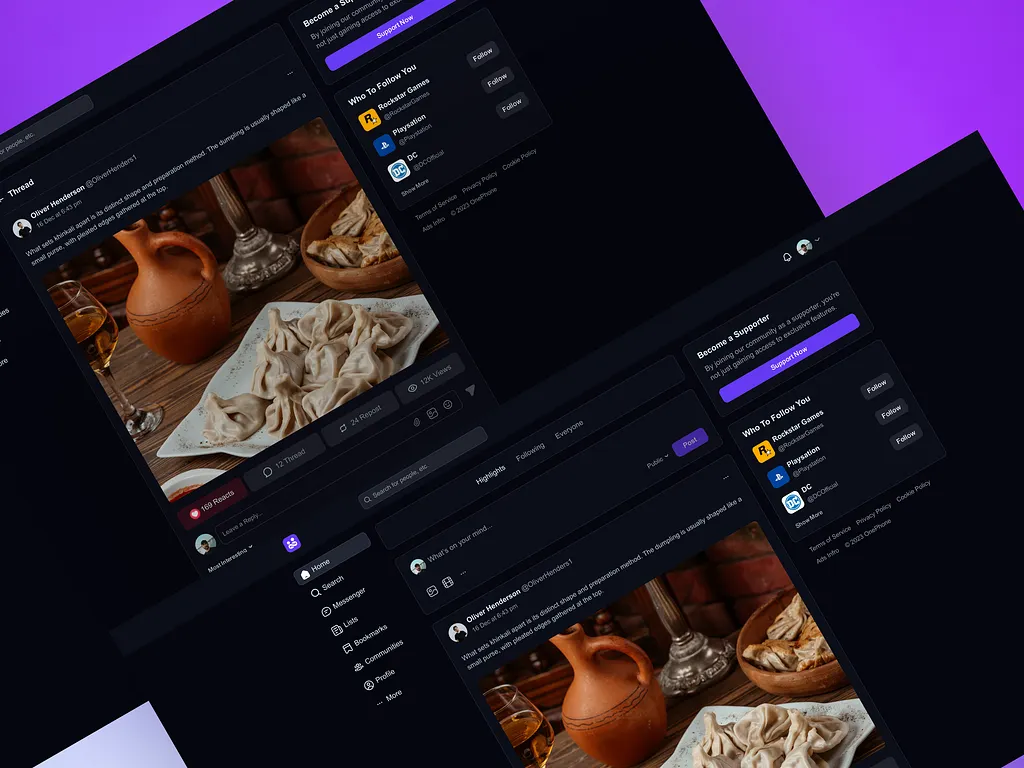 Become a
By joining our community as a
not just gaining access to exclusive
Support Now
Who To Follow You
Rockstar Games
@RockstarGames
Follow
Playsation
@Playstation
Follow
DC
@DCOfficial
Follow
Show More
Terms of Service Privacy Policy Cookie Policy
Ads Info © 2023 OnePhone
for people, etc.
Thread
...
Oliver Henderson @OliverHenders1
16 Dec at 6:43 pm
What sets khinkali apart is its distinct shape and preparation method. The dumpling is usually shaped like a
small purse, with pleated edges gathered at the top.
169 Reacts
12 Thread
24 Repost
12K Views
Leave a Reply...
Most Interesting
Search for people, etc
Home
Search
Messenger
Lists
Bookmarks
Communities
Profile
... More
Highlights Following Everyone
What's on your mind...
...
Public
Post
...
Oliver Henderson @OliverHenders1
16 Dec at 6:43 pm
What sets khinkali apart is its distinct shape and preparation method. The dumpling is usually shaped like a
small purse, with pleated edges gathered at the top.
Become a Supporter
By joining our community as a supporter, you're
not just gaining access to exclusive features.
Support Now
Who To Follow You
Rockstar Games
@RockstarGames
Follow
Playsation
@Playstation
Follow
DC
@DCOfficial
Follow
Show More
Terms of Service Privacy Policy Cookie Policy
Ads Info © 2023 OnePhone